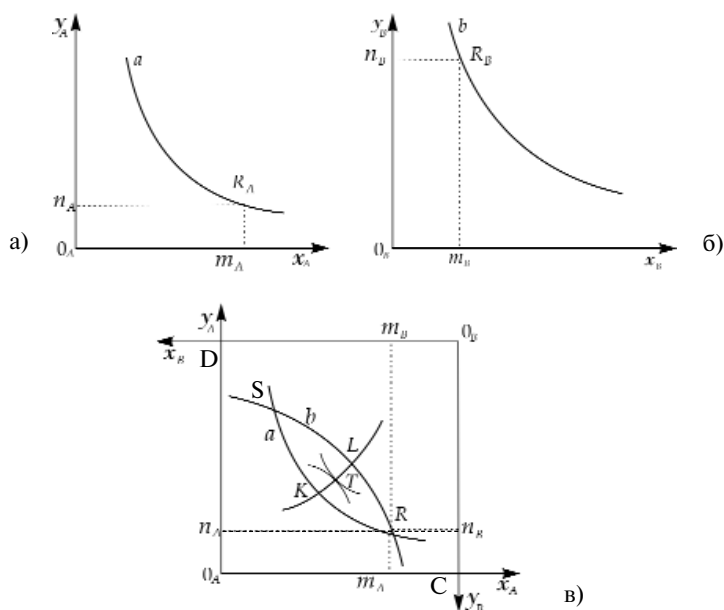 y_A
a
R_A
n_A
0_A
m_A
x_A
а)
y_B
b
R_B
n_B
0_B
m_B
x_B
б)
y_A
m_B
0_B
x_B
D
S
b
a
L
T
K
R
n_A
n_B
0_A
m_A
C
x_A
y_B
в)